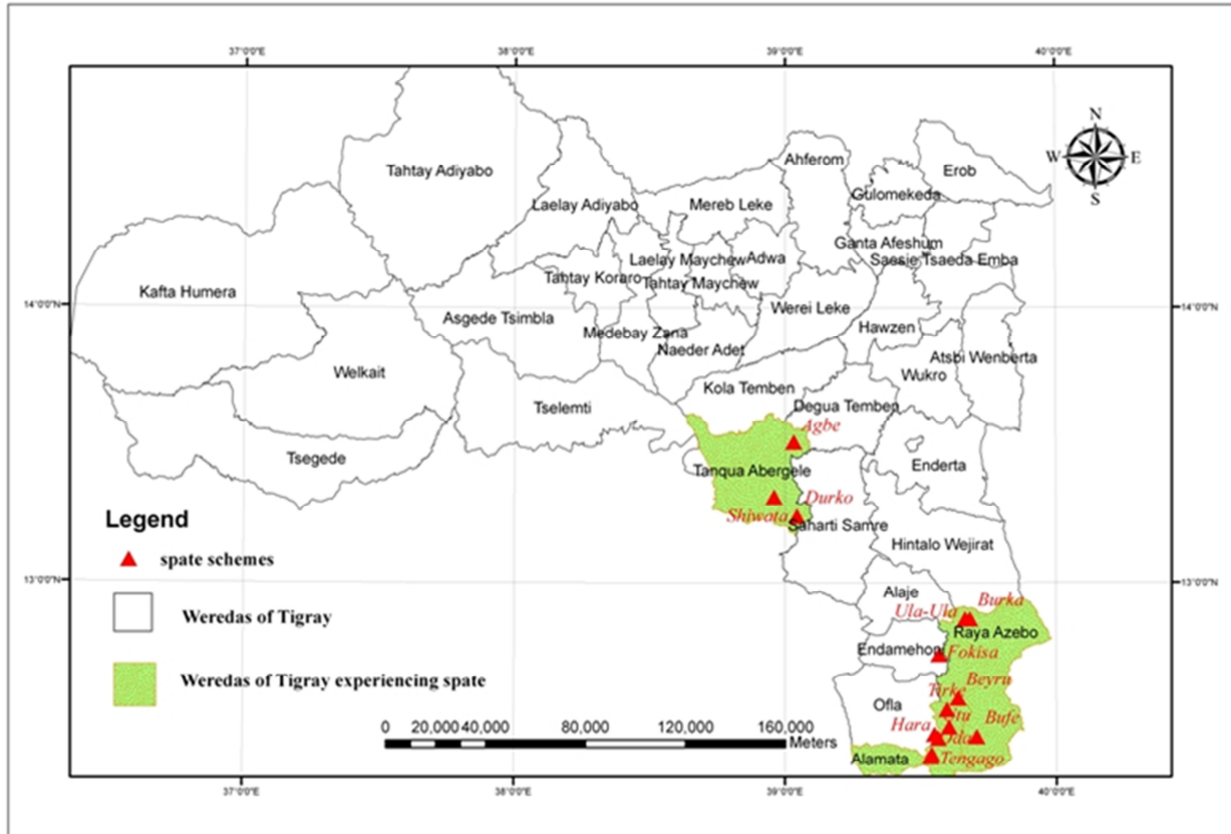 37°0'0"E 38°0'0"E 39°0'0"E 40°0'0"E
N
W E
S
Ahferom
Erob
Tahtay Adiyabo
Gulomekeda
Laelay Adiyabo
Mereb Leke
Ganta Afeshum
Laelay Maychew
Adwa
Saesie Tsaeda Emba
Tahtay Koraro
Tahtay Maychew
Kafta Humera
14°0'0"N 14°0'0"N
Werei Leke
Asgede Tsimbla
Hawzen
Medebay Zana
Naeder Adet
Atsbi Wenberta
Welkait
Wukro
Kola Temben
Tselemti
Degua Temben
Agbe
Tsegede
Tanqua Abergele
Enderta
Durko
Shiwata
Saharti Samre
Hintalo Wejirat
Legend
spate schemes
Weredas of Tigray
Weredas of Tigray experiencing spate
13°0'0"N 13°0'0"N
Alaje
Burka
Ula-Ula
Raya Azebo
Endamehoni
Fokisa
Beyru
Tirke
Ofla
Utu
Bufe
Hara
Oda
Alamata
Tengago
0 20,000 40,000 80,000 120,000 160,000
Meters
37°0'0"E 38°0'0"E 39°0'0"E 40°0'0"E